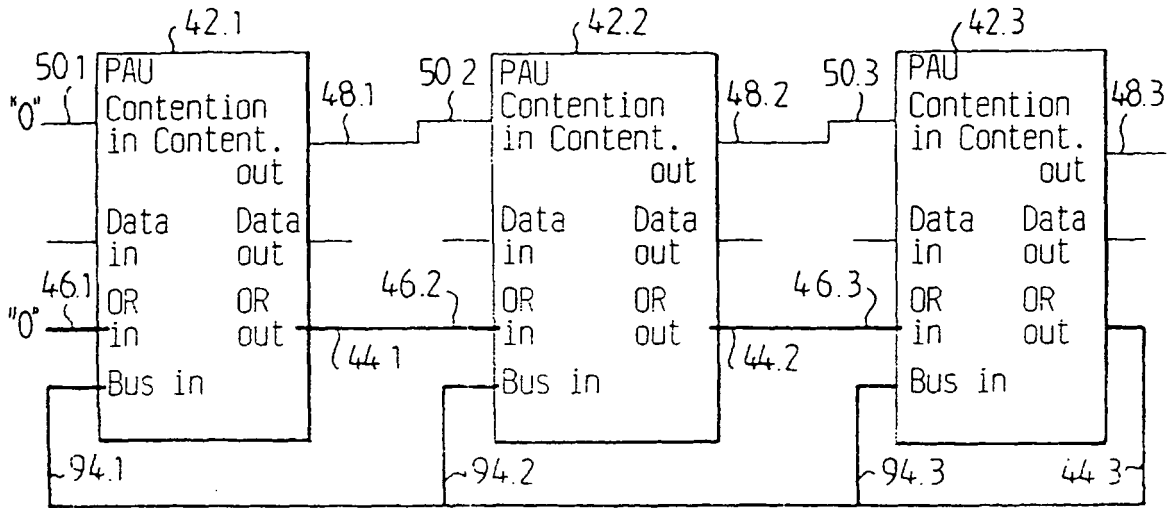 42.1 42.2 42.3
50.1 PAU 50.2 PAU 50.3 PAU
"0" Contention 48.1 Contention 48.2 Contention 48.3
in Content. in Content. in Content.
out out out
Data Data Data Data Data Data
in out in out in out
46.1 OR OR 46.2 OR OR 46.3 OR OR
"0" in out 44.1 in out 44.2 in out
Bus in Bus in Bus in
94.1 94.2 94.3 44 3